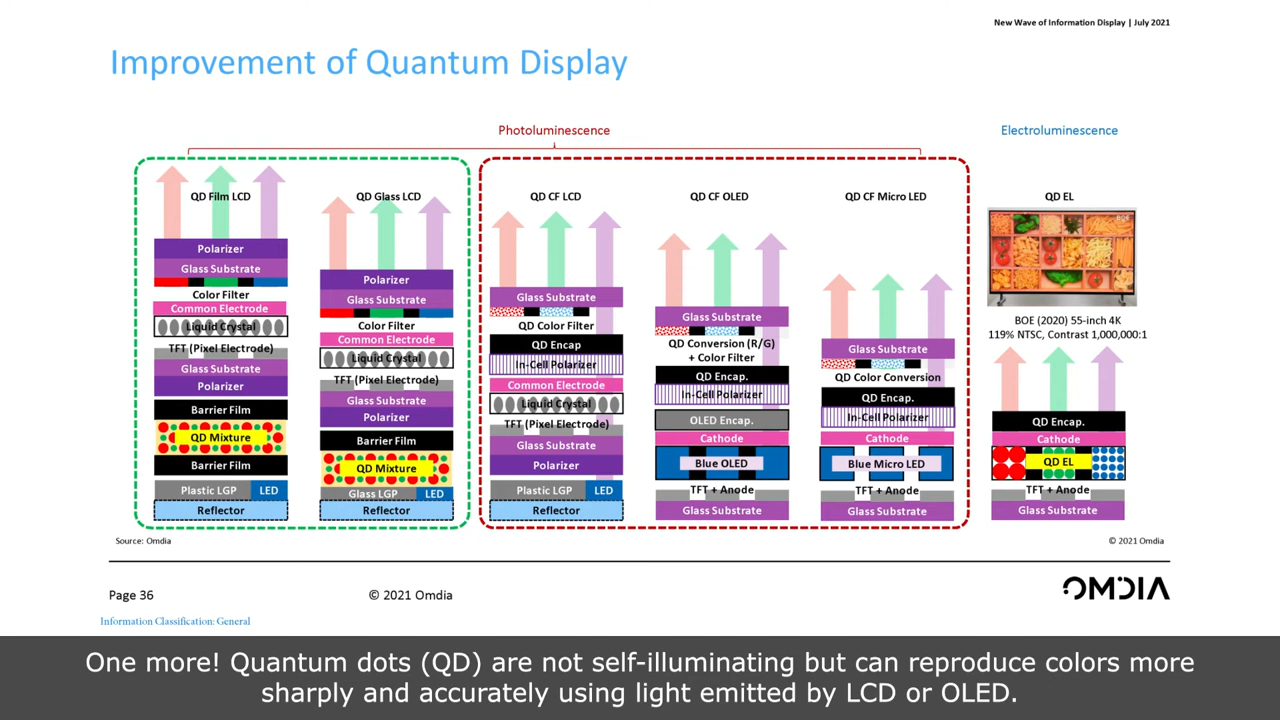 New Wave of Information Display | July 2021
Improvement of Quantum Display
Photoluminescence
Electroluminescence
QD Film LCD
Polarizer
Glass Substrate
Color Filter
Common Electrode
Liquid Crystal
TFT (Pixel Electrode)
Glass Substrate
Polarizer
Barrier Film
QD Mixture
Barrier Film
Plastic LGP
LED
Reflector
QD Glass LCD
Polarizer
Glass Substrate
Color Filter
Common Electrode
Liquid Crystal
TFT (Pixel Electrode)
Glass Substrate
Polarizer
Barrier Film
QD Mixture
Glass LGP
LED
Reflector
QD CF LCD
Glass Substrate
QD Color Filter
QD Encap
In-Cell Polarizer
Common Electrode
Liquid Crystal
TFT (Pixel Electrode)
Glass Substrate
Polarizer
Plastic LGP
LED
Reflector
QD CF OLED
Glass Substrate
QD Conversion (R/G)
+ Color Filter
QD Encap.
In-Cell Polarizer
OLED Encap.
Cathode
Blue OLED
TFT + Anode
Glass Substrate
QD CF Micro LED
Glass Substrate
QD Color Conversion
QD Encap.
In-Cell Polarizer
Cathode
Blue Micro LED
TFT + Anode
Glass Substrate
QD EL
BOE
BOE (2020) 55-inch 4K
119% NTSC, Contrast 1,000,000:1
QD Encap.
Cathode
QD EL
TFT + Anode
Glass Substrate
Source: Omdia
© 2021 Omdia
Page 36
© 2021 Omdia
OMDIA
Information Classification: General
One more! Quantum dots (QD) are not self-illuminating but can reproduce colors more
sharply and accurately using light emitted by LCD or OLED.